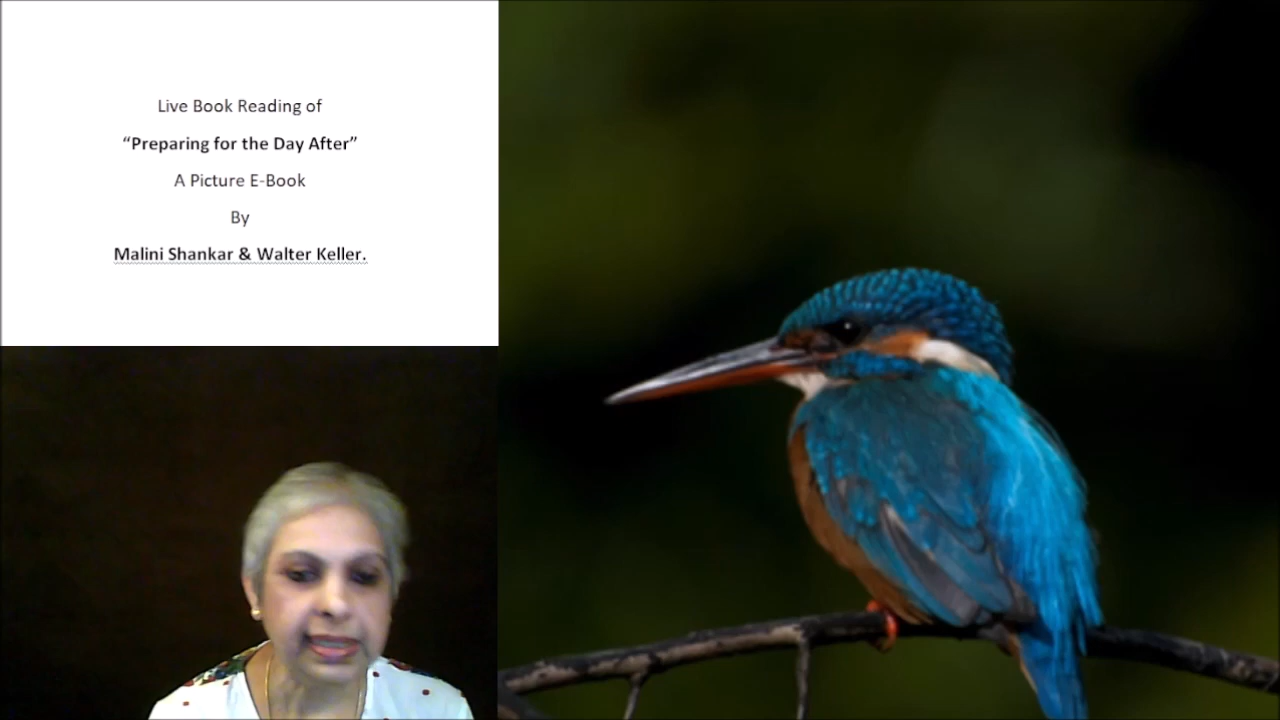 Live Book Reading of
“Preparing for the Day After”
A Picture E-Book
By
Malini Shankar & Walter Keller.